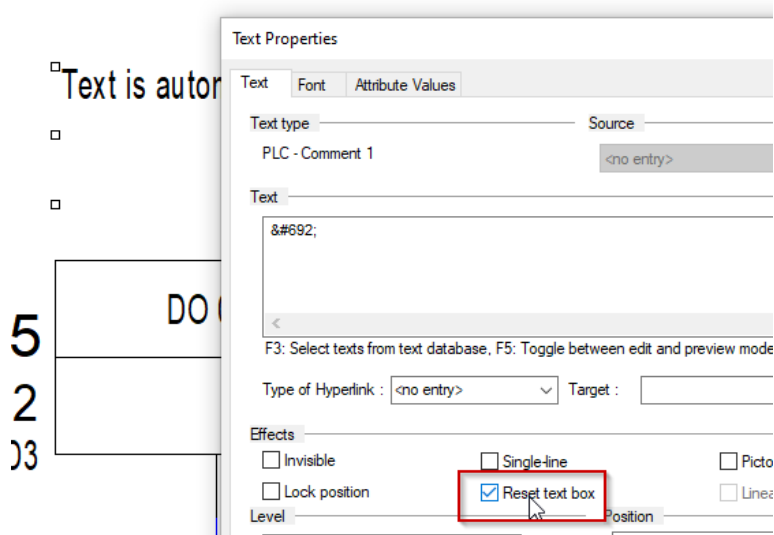 Text Properties
Text is autor
Text Font Attribute Values
Text type Source
PLC - Comment 1 <no entry>
Text
&#692;
DO
5
F3: Select texts from text database, F5: Toggle between edit and preview mode
Type of Hyperlink : <no entry> Target :
2
Effects
Invisible Single-line Picto
03
Lock position Reset text box Linea
Level Position